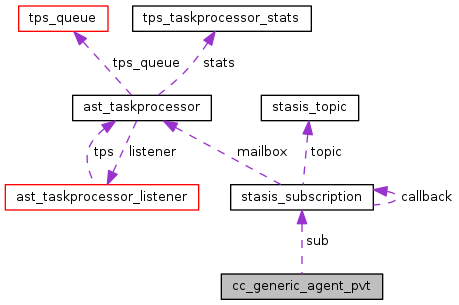 tps_queue
tps_taskprocessor_stats
tps_queue
stats
ast_taskprocessor
stasis_topic
tps
listener
mailbox
topic
ast_taskprocessor_listener
stasis_subscription
callback
sub
cc_generic_agent_pvt